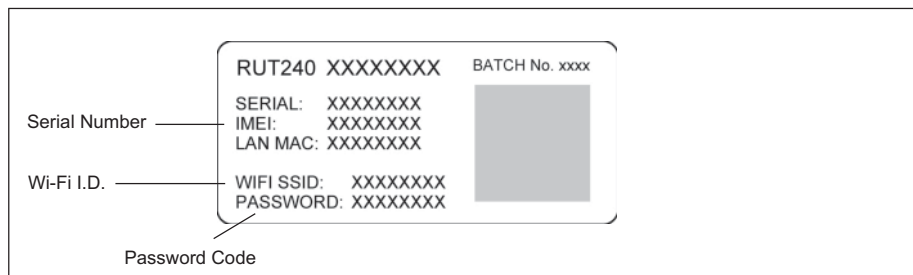 RUT240 XXXXXXXX
BATCH No. xxxx
SERIAL: XXXXXXXX
Serial Number
IMEI: XXXXXXXX
LAN MAC: XXXXXXXX
Wi-Fi I.D.
WIFI SSID: XXXXXXXX
PASSWORD: XXXXXXXX
Password Code